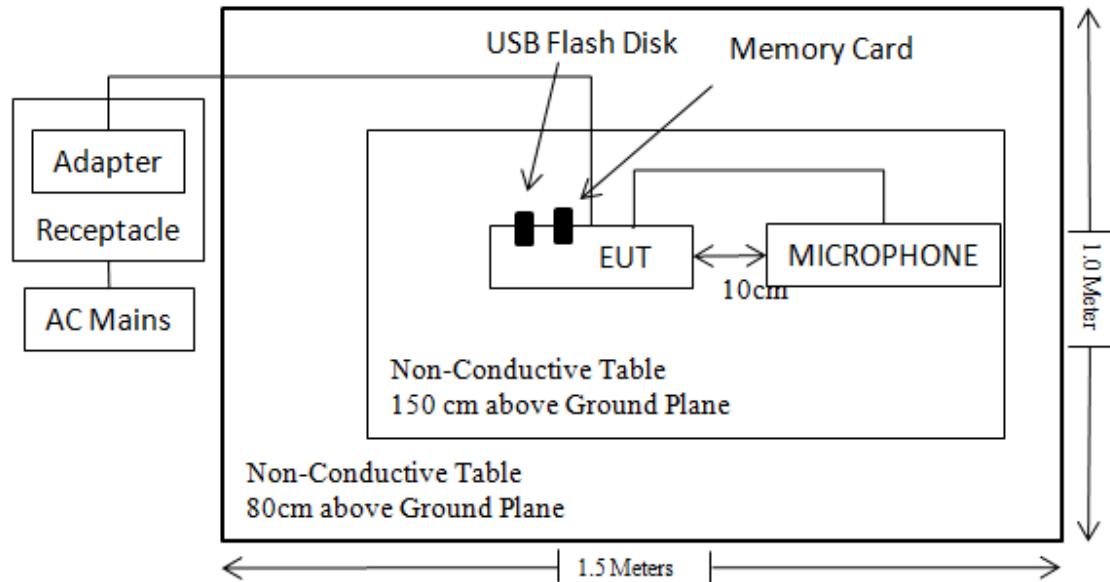 USB Flash Disk
Memory Card
Adapter
Receptacle
AC Mains
EUT
MICROPHONE
10cm
Non-Conductive Table
150 cm above Ground Plane
Non-Conductive Table
80cm above Ground Plane
1.0 Meter
1.5 Meters